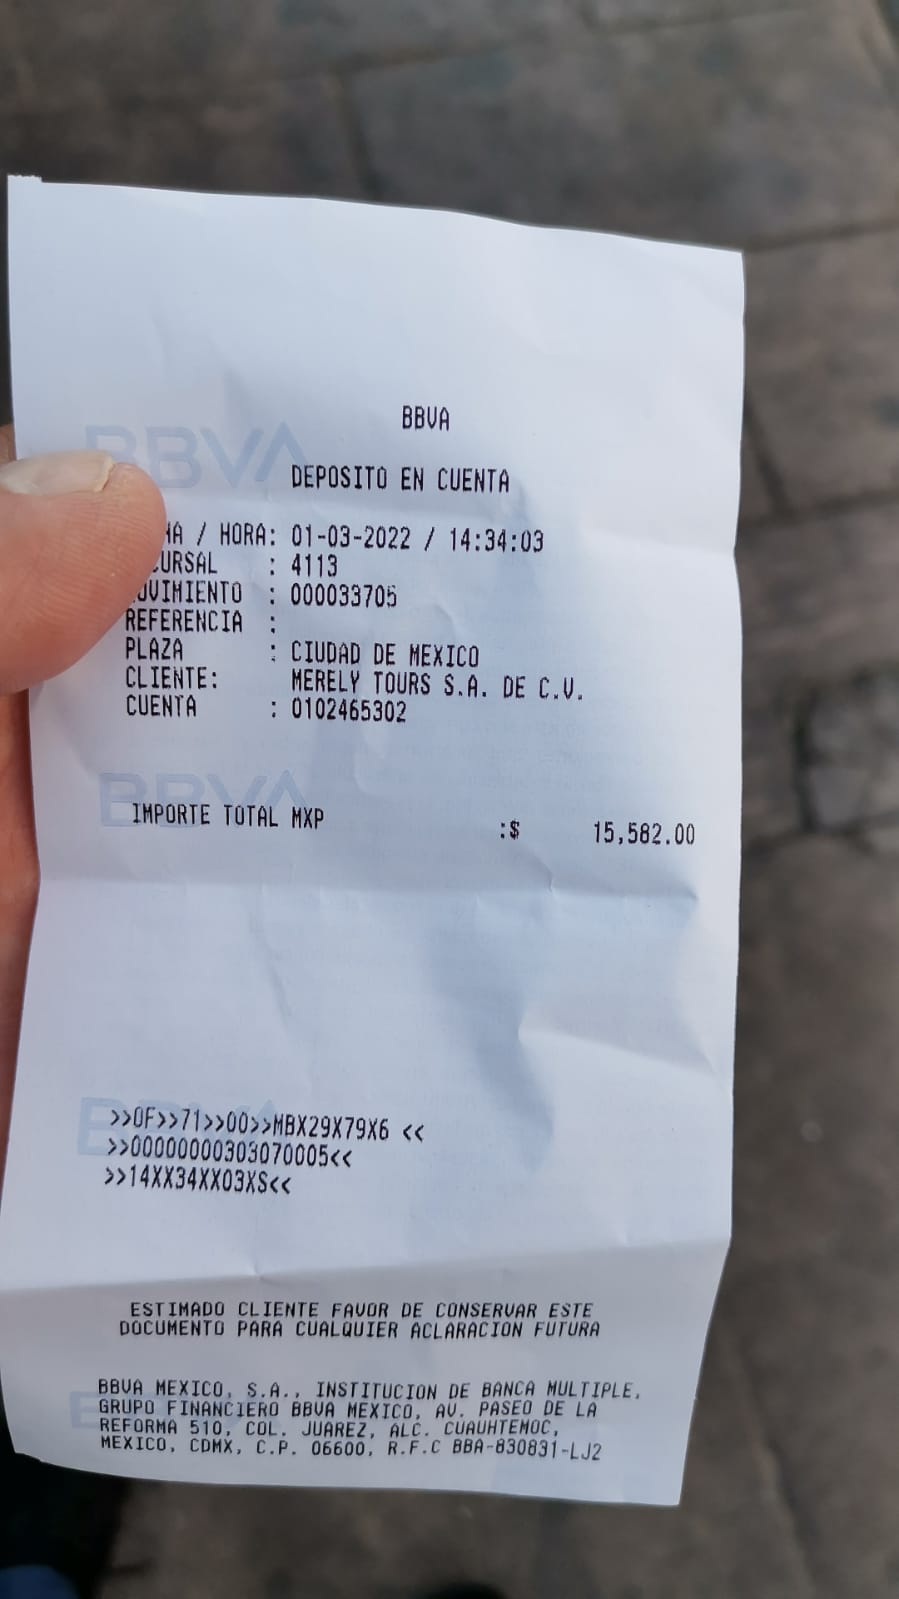 BBVA
BBVA
DEPOSITO EN CUENTA
/ HORA: 01-03-2022 / 14:34:03
: 4113
: 000033705
REFERENCIA :
PLAZA : CIUDAD DE MEXICO
CLIENTE: MERELY TOURS S.A. DE C.V.
CUENTA : 0102465302
BBVA
IMPORTE TOTAL MXP :$ 15,582.00
BBVA
>>0F>>71>>00>>MBX29X79X6 <<
>>00000000303070005<<
>>14XX34XX03XS<<
ESTIMADO CLIENTE FAVOR DE CONSERVAR ESTE
DOCUMENTO PARA CUALQUIER ACLARACION FUTURA
BBVA MEXICO, S.A., INSTITUCION DE BANCA MULTIPLE,
GRUPO FINANCIERO BBVA MEXICO, AV. PASEO DE LA
REFORMA 510, COL. JUAREZ, ALC. CUAUHTEMOC,
MEXICO, CDMX, C.P. 06600, R.F.C BBA-830831-LJ2